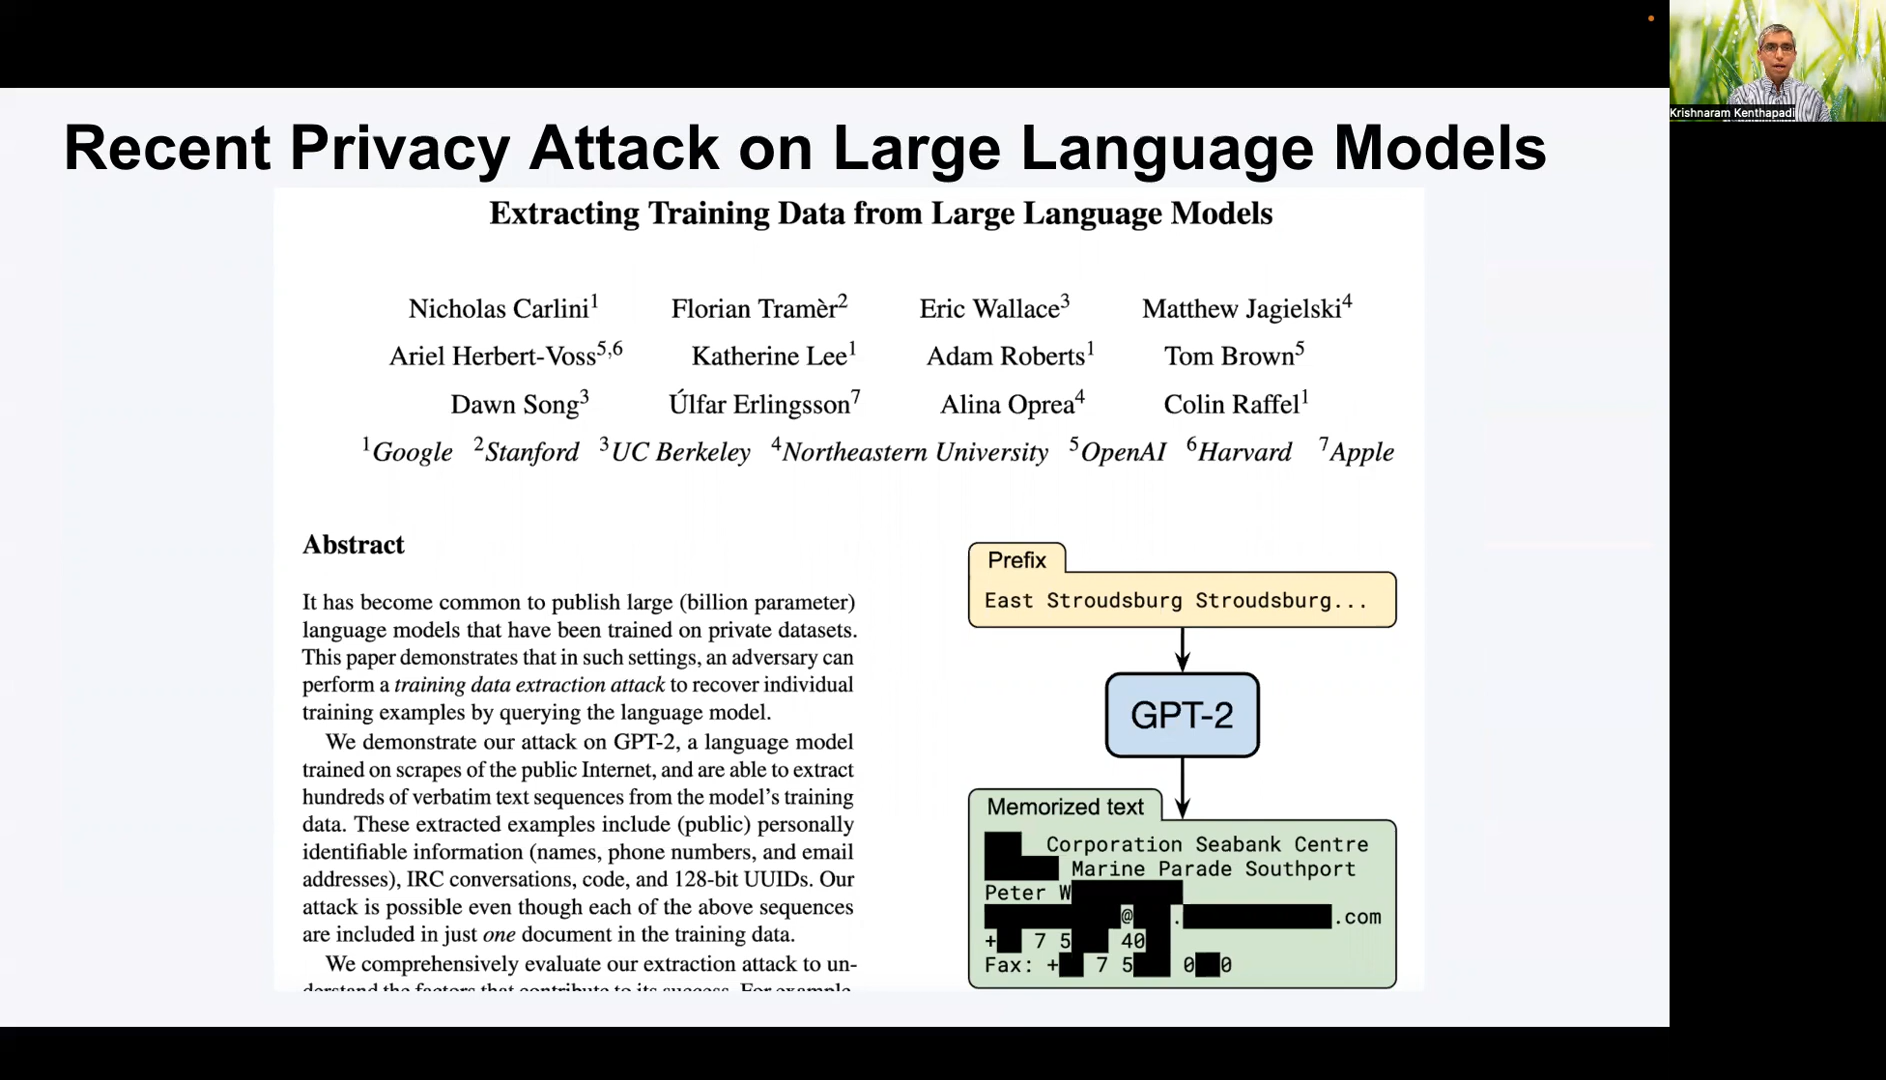 Krishnaram Kenthapadi
Recent Privacy Attack on Large Language Models
Extracting Training Data from Large Language Models
Nicholas Carlini1 Florian Tramèr2 Eric Wallace3 Matthew Jagielski4
Ariel Herbert-Voss5,6 Katherine Lee1 Adam Roberts1 Tom Brown5
Dawn Song3 Úlfar Erlingsson7 Alina Oprea4 Colin Raffel1
1Google 2Stanford 3UC Berkeley 4Northeastern University 5OpenAI 6Harvard 7Apple
Abstract
It has become common to publish large (billion parameter)
language models that have been trained on private datasets.
This paper demonstrates that in such settings, an adversary can
perform a training data extraction attack to recover individual
training examples by querying the language model.
We demonstrate our attack on GPT-2, a language model
trained on scrapes of the public Internet, and are able to extract
hundreds of verbatim text sequences from the model's training
data. These extracted examples include (public) personally
identifiable information (names, phone numbers, and email
addresses), IRC conversations, code, and 128-bit UUIDs. Our
attack is possible even though each of the above sequences
are included in just one document in the training data.
We comprehensively evaluate our extraction attack to un-
derstand the factors that contribute to its success. For example,
Prefix
East Stroudsburg Stroudsburg...
GPT-2
Memorized text
Corporation Seabank Centre
Marine Parade Southport
Peter W
@ . .com
+ 7 5 40
Fax: + 7 5 0 0